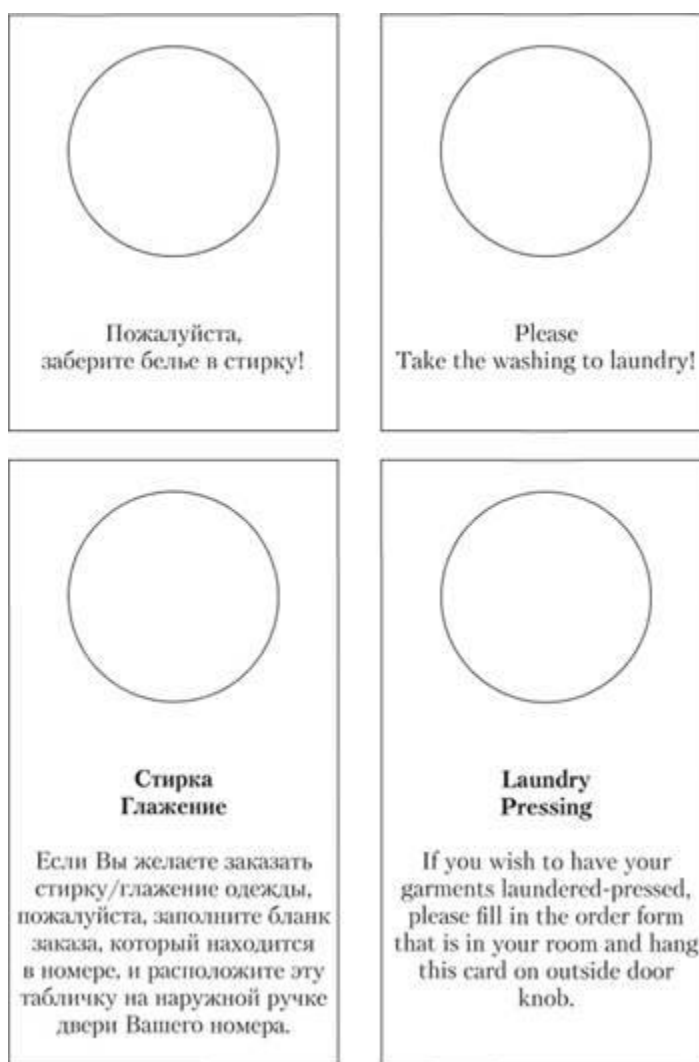 Пожалуйста,
заберите белье в стирку!
Please
Take the washing to laundry!
Стирка
Глажение
Если Вы желаете заказать
стирку/глажение одежды,
пожалуйста, заполните бланк
заказа, который находится
в номере, и расположите эту
табличку на наружной ручке
двери Вашего номера.
Laundry
Pressing
If you wish to have your
garments laundered-pressed,
please fill in the order form
that is in your room and hang
this card on outside door
knob.